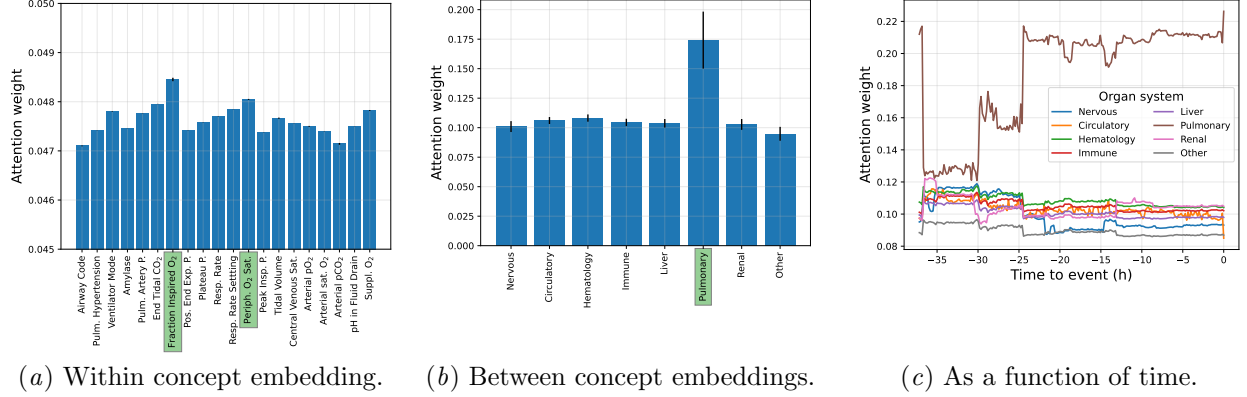 0.050
0.049
0.048
0.047
0.046
0.045
Attention weight
Airway Code
Pulm. Hypertension
Ventilator Mode
Amylase
Pulm. Artery P.
End Tidal CO₂
Fraction Inspired O₂
Pos. End Exp. P.
Plateau P.
Resp. Rate
Resp. Rate Settting
Periph. O₂ Sat.
Peak Insp. P.
Tidal Volume
Central Venous Sat.
Arterial pO₂
Arterial sat. O₂
Arterial pCO₂
pH in Fluid Drain
Suppl. O₂
(a) Within concept embedding.
0.200
0.175
0.150
0.125
0.100
0.075
0.050
0.025
0.000
Attention weight
Nervous
Circulatory
Hematology
Immune
Liver
Pulmonary
Renal
Other
(b) Between concept embeddings.
0.22
0.20
0.18
0.16
0.14
0.12
0.10
0.08
Attention weight
Organ system
Nervous
Circulatory
Hematology
Immune
Liver
Pulmonary
Renal
Other
−35 −30 −25 −20 −15 −10 −5 0
Time to event (h)
(c) As a function of time.